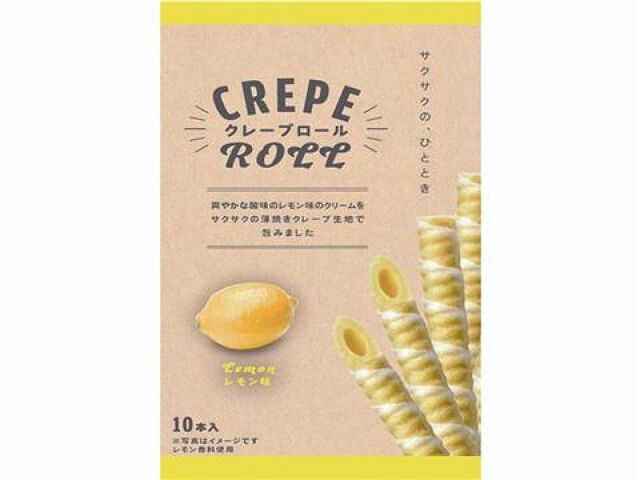 CREPE
クレープロール
ROLL
サクサクの、ひととき
爽やかな酸味のレモン味のクリームを
サクサクの薄焼きクレープ生地で
包みました
Lemon
レモン味
10本入
※写真はイメージです
レモン香料使用